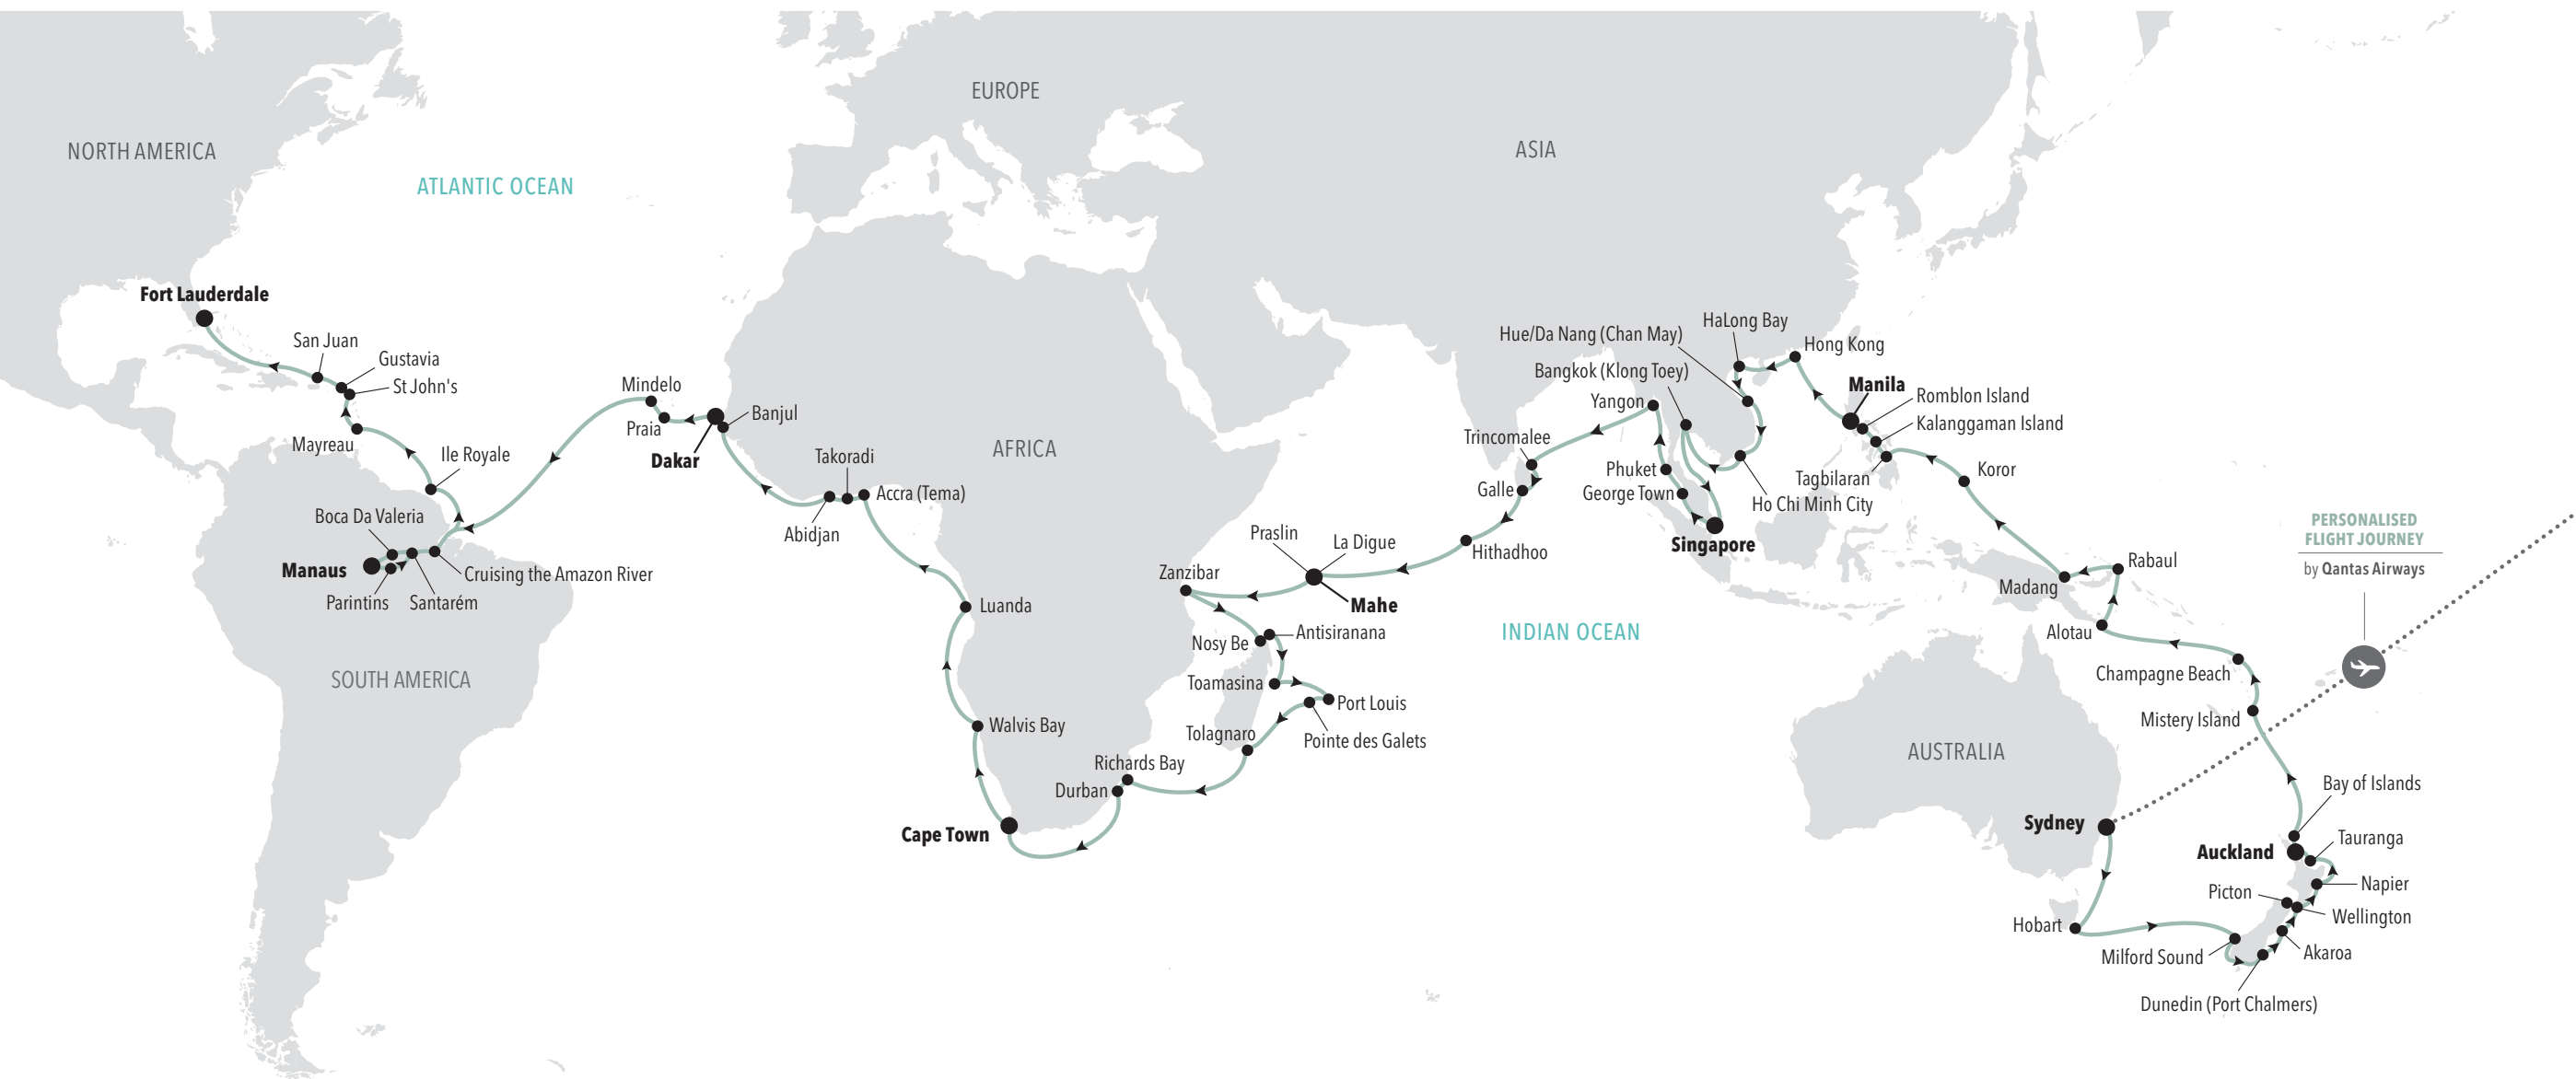 EUROPE
NORTH AMERICA
ASIA
ATLANTIC OCEAN
Fort Lauderdale
San Juan
Gustavia
St John's
Mayreau
Ile Royale
Boca Da Valeria
Manaus
Parintins
Santarém
Cruising the Amazon River
SOUTH AMERICA
Mindelo
Praia
Dakar
Banjul
AFRICA
Takoradi
Accra (Tema)
Abidjan
Luanda
Walvis Bay
Cape Town
Durban
Richards Bay
Zanzibar
Praslin
La Digue
Mahe
Nosy Be
Antisiranana
Toamasina
Port Louis
Pointe des Galets
Tolagnaro
INDIAN OCEAN
Hithadhoo
Galle
Trincomalee
Yangon
Phuket
George Town
Singapore
Bangkok (Klong Toey)
Hue/Da Nang (Chan May)
HaLong Bay
Hong Kong
Ho Chi Minh City
Manila
Romblon Island
Kalanggaman Island
Tagbilaran
Koror
Madang
Rabaul
Alotau
Champagne Beach
Mistery Island
PERSONALISED
FLIGHT JOURNEY
by Qantas Airways
AUSTRALIA
Sydney
Hobart
Bay of Islands
Auckland
Tauranga
Napier
Picton
Wellington
Akaroa
Milford Sound
Dunedin (Port Chalmers)